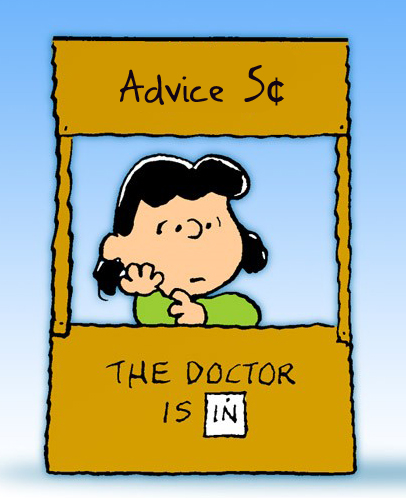 Advice 5¢
THE DOCTOR
IS IN